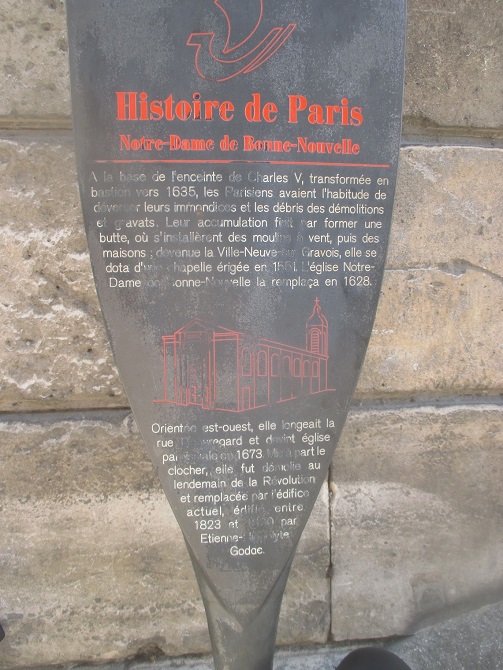 Histoire de Paris
Notre-Dame de Bonne-Nouvelle
A la base de l'enceinte de Charles V, transformée en
bastion vers 1635, les Parisiens avaient l'habitude de
déverser leurs immondices et les débris des démolitions
et gravats. Leur accumulation finit par former une
butte, où s'installèrent des moulins à vent, puis des
maisons ; devenue la Ville-Neuve-sur-Gravois, elle se
dota d'une chapelle érigée en 1551. L'église Notre-
Dame de Bonne-Nouvelle la remplaça en 1628.
Orientée est-ouest, elle longeait la
rue et devint église
en 1673. Mis à part le
clocher, elle fut démolie au
lendemain de la Révolution
et remplacée par l'édifice
actuel, édifié entre
1823 et par
Etienne-Hippolyte
Godde.